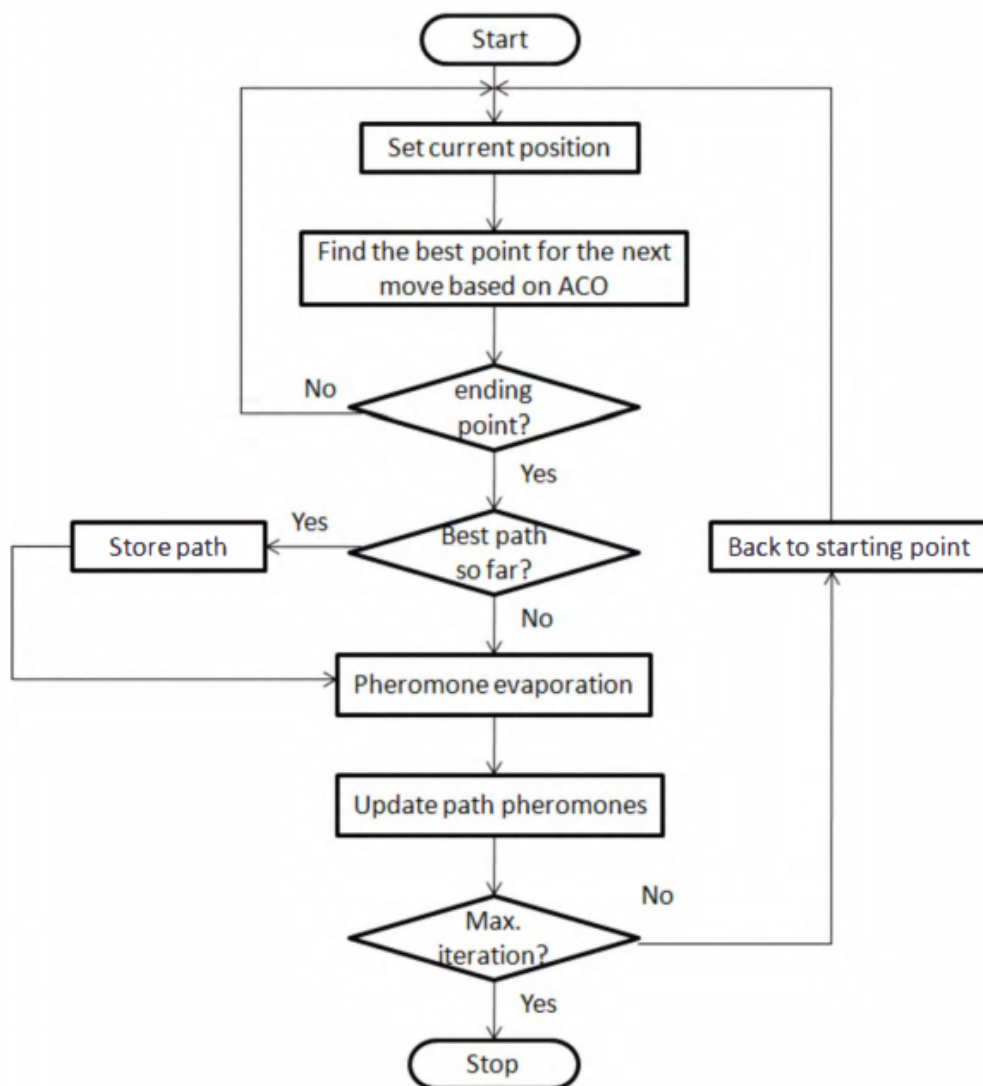 Start
Set current position
Find the best point for the next
move based on ACO
No
ending
point?
Yes
Yes
Store path
Best path
so far?
Back to starting point
No
Pheromone evaporation
Update path pheromones
No
Max.
iteration?
Yes
Stop